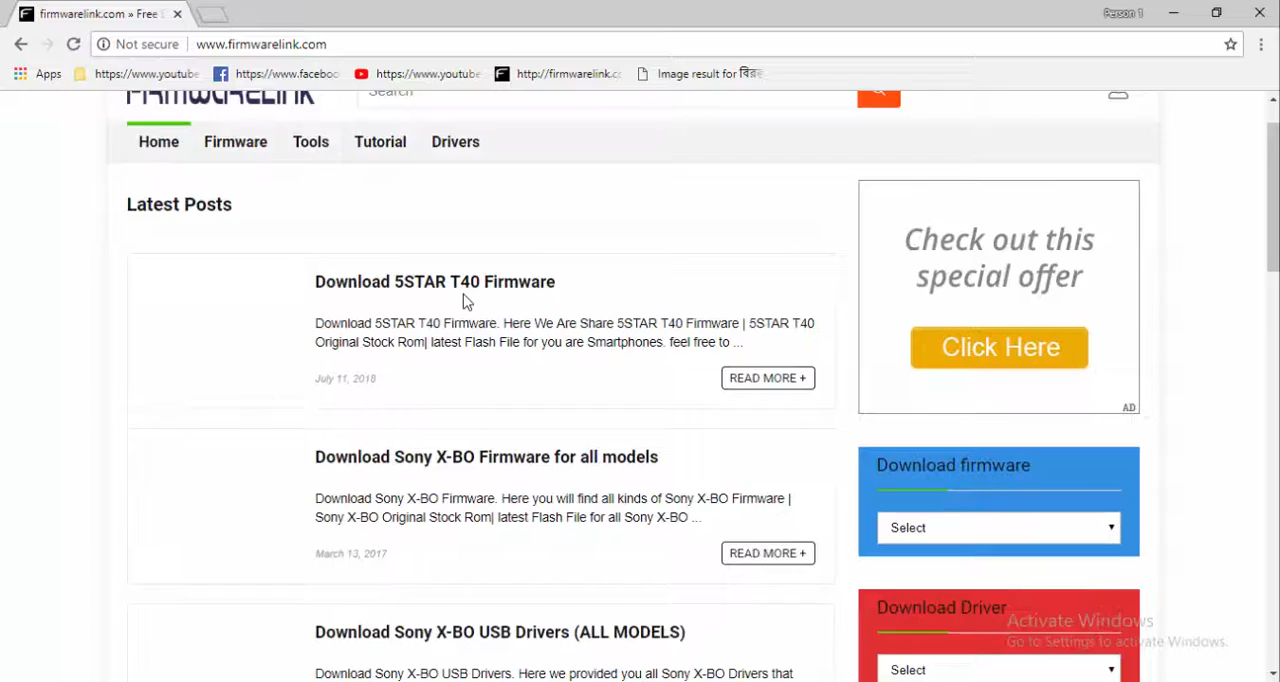 firmwarelink.com » Free
Person 1
Not secure
www.firmwarelink.com
Apps
https://www.youtube
https://www.facebo
https://www.youtube
http://firmwarelink.c
Image result for
FIRMWARELINK
Search
Home
Firmware
Tools
Tutorial
Drivers
Latest Posts
Download 5STAR T40 Firmware
Download 5STAR T40 Firmware. Here We Are Share 5STAR T40 Firmware | 5STAR T40
Original Stock Rom| latest Flash File for you are Smartphones. feel free to ...
July 11, 2018
READ MORE +
Download Sony X-BO Firmware for all models
Download Sony X-BO Firmware. Here you will find all kinds of Sony X-BO Firmware |
Sony X-BO Original Stock Rom| latest Flash File for all Sony X-BO ...
March 13, 2017
READ MORE +
Download Sony X-BO USB Drivers (ALL MODELS)
Download Sony X-BO USB Drivers. Here we provided you all Sony X-BO Drivers that
Check out this
special offer
Click Here
AD
Download firmware
Select
Download Driver
Select
Activate Windows
Go to Settings to activate Windows.